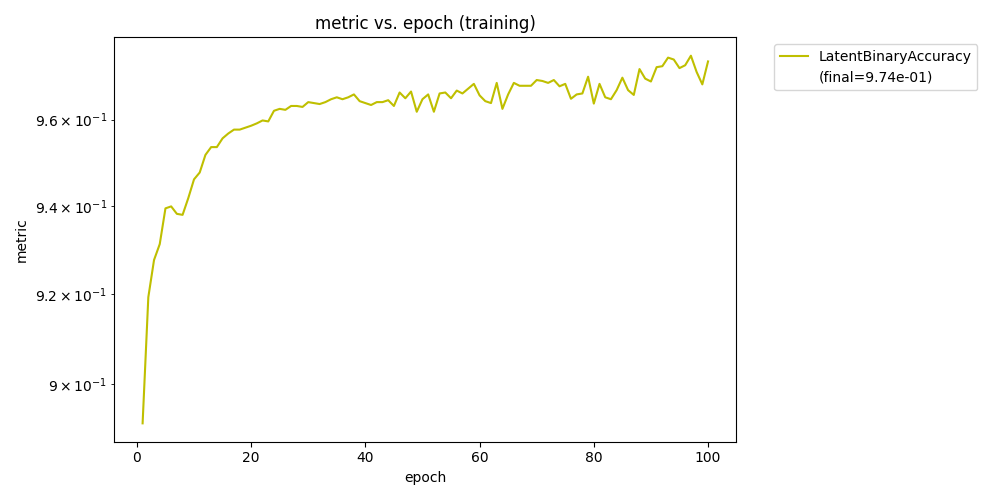 metric vs. epoch (training)
LatentBinaryAccuracy
(final=9.74e-01)
9.6 × 10⁻¹
9.4 × 10⁻¹
9.2 × 10⁻¹
9 × 10⁻¹
metric
0 20 40 60 80 100
epoch